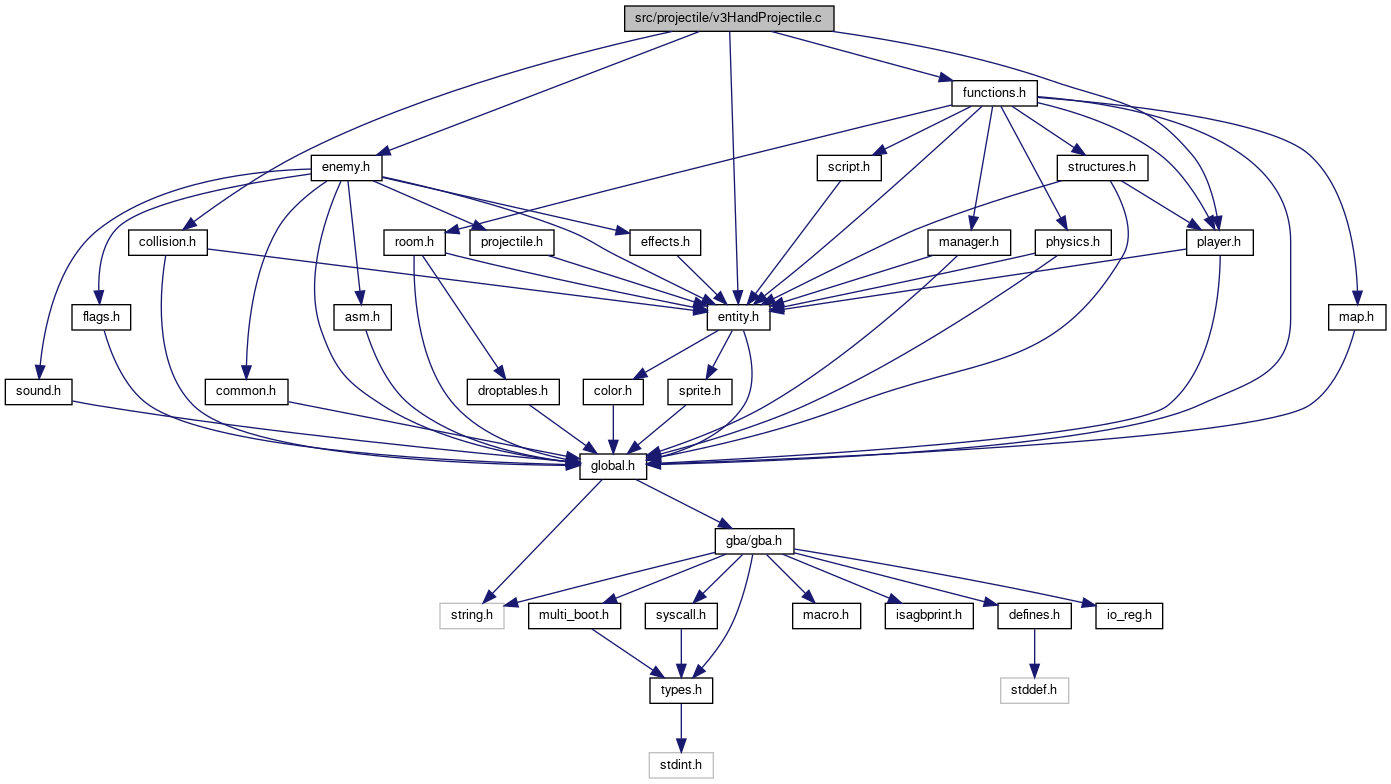 src/projectile/v3HandProjectile.c
functions.h
enemy.h
script.h
structures.h
collision.h
room.h
projectile.h
effects.h
manager.h
physics.h
player.h
flags.h
asm.h
entity.h
map.h
sound.h
common.h
droptables.h
color.h
sprite.h
global.h
gba/gba.h
string.h
multi_boot.h
syscall.h
macro.h
isagbprint.h
defines.h
io_reg.h
types.h
stddef.h
stdint.h